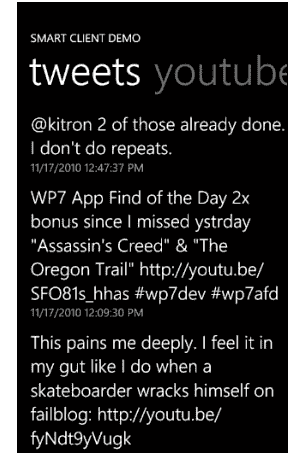 SMART CLIENT DEMO
tweets youtube
@kitron 2 of those already done.
I don't do repeats.
11/17/2010 12:47:37 PM
WP7 App Find of the Day 2x
bonus since I missed ystrday
"Assassin's Creed" & "The
Oregon Trail" http://youtu.be/
SFO81s_hhas #wp7dev #wp7afd
11/17/2010 12:09:30 PM
This pains me deeply. I feel it in
my gut like I do when a
skateboarder wracks himself on
failblog: http://youtu.be/
fyNdt9yVugk